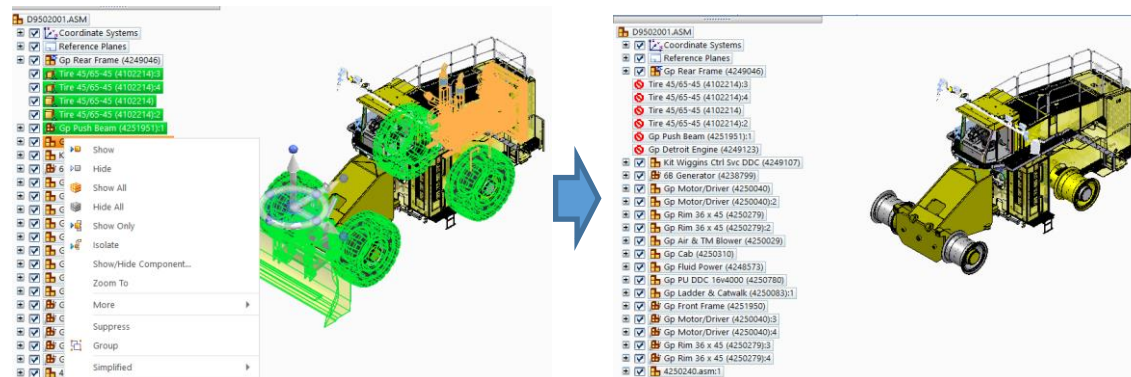 D9502001.ASM
Coordinate Systems
Reference Planes
Gp Rear Frame (4249046)
Tire 45/65-45 (4102214):3
Tire 45/65-45 (4102214):4
Tire 45/65-45 (4102214)
Tire 45/65-45 (4102214):2
Gp Push Beam (4251951):1
G
K
6
G
G
G
G
G
G
G
G
G
G
4
Show
Hide
Show All
Hide All
Show Only
Isolate
Show/Hide Component...
Zoom To
More
Suppress
Group
Simplified
D9502001.ASM
Coordinate Systems
Reference Planes
Gp Rear Frame (4249046)
Tire 45/65-45 (4102214):3
Tire 45/65-45 (4102214):4
Tire 45/65-45 (4102214)
Tire 45/65-45 (4102214):2
Gp Push Beam (4251951):1
Gp Detroit Engine (4249123)
Kit Wiggins Ctrl Svc DDC (4249107)
6B Generator (4238799)
Gp Motor/Driver (4250040)
Gp Motor/Driver (4250040):2
Gp Rim 36 x 45 (4250279)
Gp Rim 36 x 45 (4250279):2
Gp Air & TM Blower (4250029)
Gp Cab (4250310)
Gp Fluid Power (4248573)
Gp PU DDC 16v4000 (4250780)
Gp Ladder & Catwalk (4250083):1
Gp Front Frame (4251950)
Gp Motor/Driver (4250040):3
Gp Motor/Driver (4250040):4
Gp Rim 36 x 45 (4250279):3
Gp Rim 36 x 45 (4250279):4
4250240.asm:1